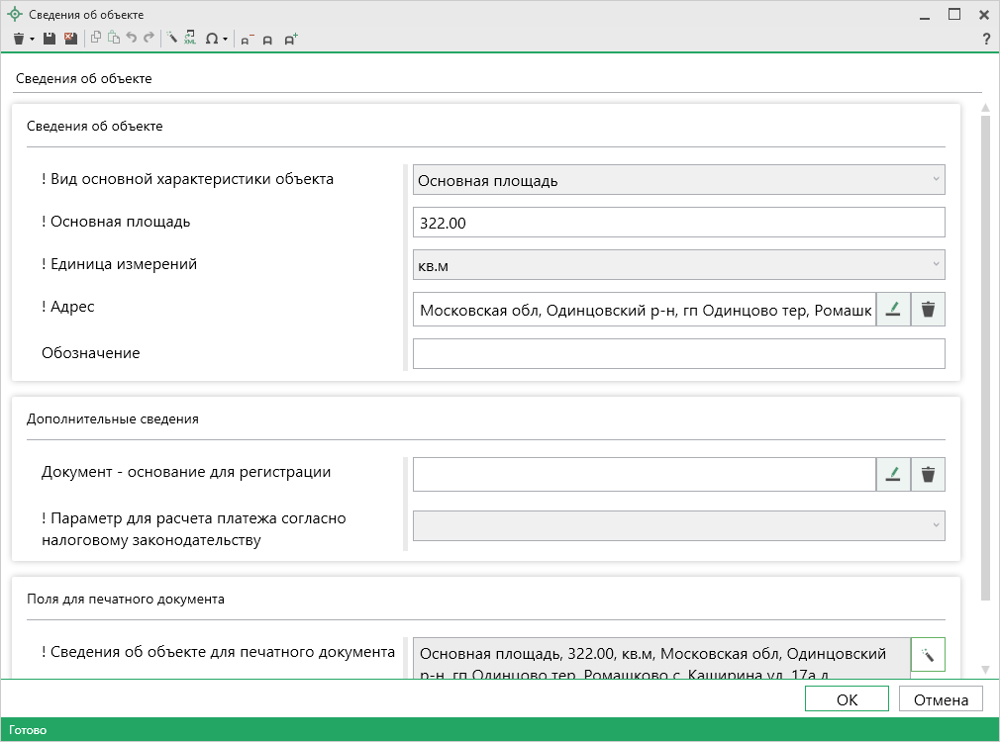 Сведения об объекте
XML
?
Сведения об объекте
Сведения об объекте
! Вид основной характеристики объекта
Основная площадь
! Основная площадь
322.00
! Единица измерений
кв.м
! Адрес
Московская обл, Одинцовский р-н, гп Одинцово тер, Ромашк
Обозначение
Дополнительные сведения
Документ - основание для регистрации
! Параметр для расчета платежа согласно
налоговому законодательству
Поля для печатного документа
! Сведения об объекте для печатного документа
Основная площадь, 322.00, кв.м, Московская обл, Одинцовский
р-н, гп Одинцово тер, Ромашково с, Каширина ул, 17а д
ОК
Отмена
Готово